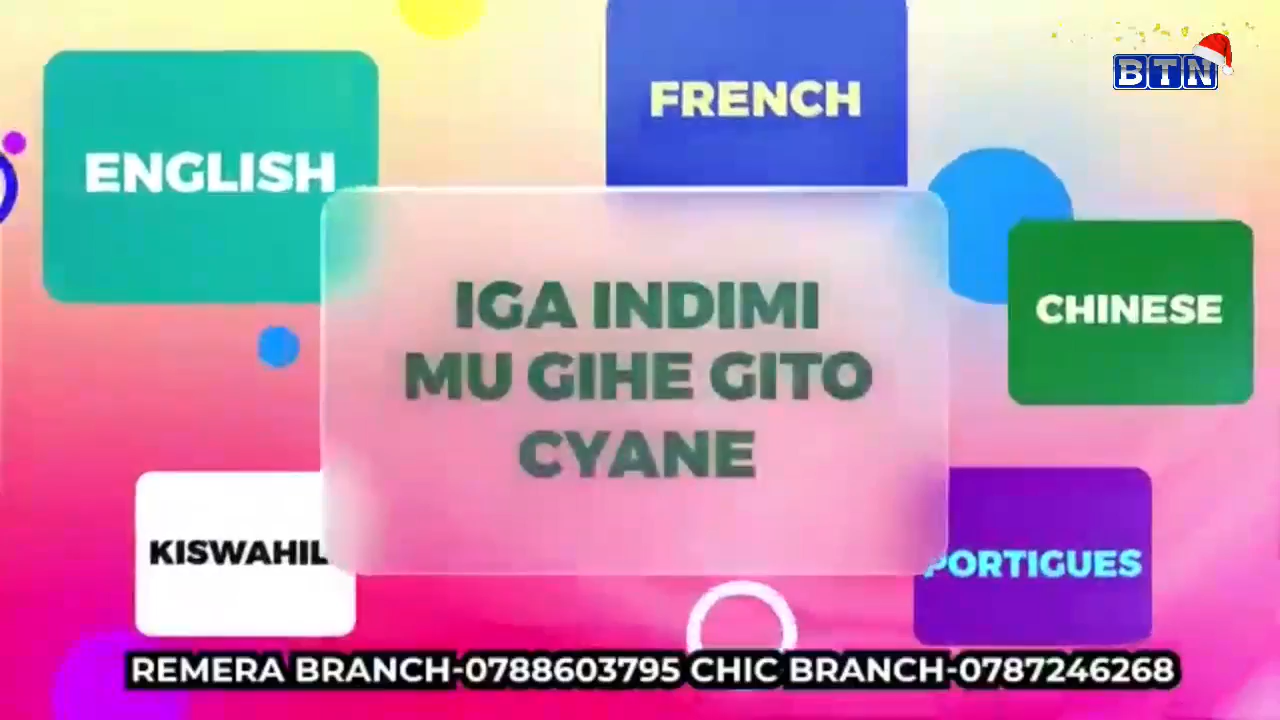 BTN
FRENCH
ENGLISH
CHINESE
IGA INDIMI
MU GIHE GITO
CYANE
KISWAHIL
PORTIGUES
REMERA BRANCH-0788603795 CHIC BRANCH-0787246268